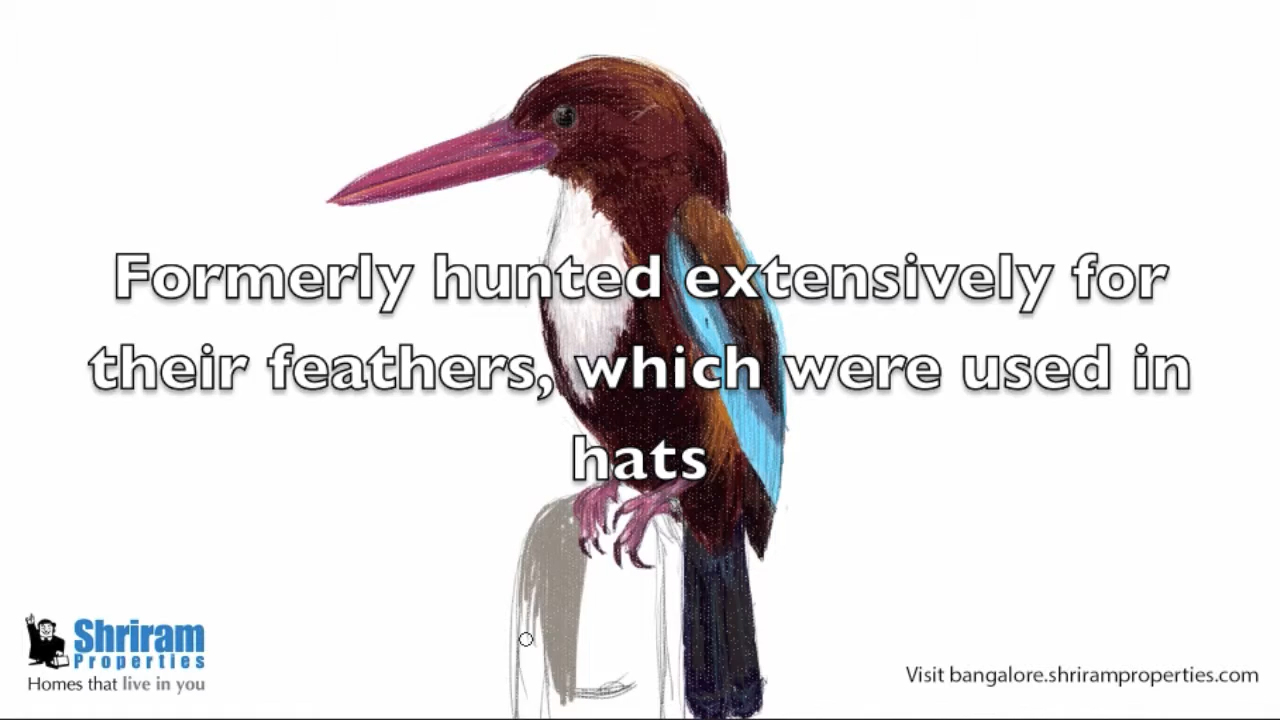 Formerly hunted extensively for
their feathers, which were used in
hats
Shriram
Properties
Homes that live in you
Visit bangalore.shriramproperties.com